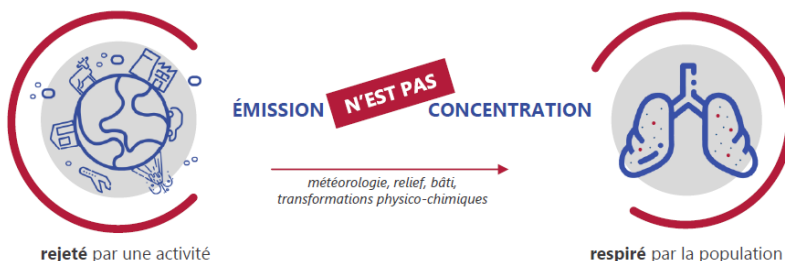 ÉMISSION N'EST PAS CONCENTRATION
météorologie, relief, bâti,
transformations physico-chimiques
rejeté par une activité
respiré par la population